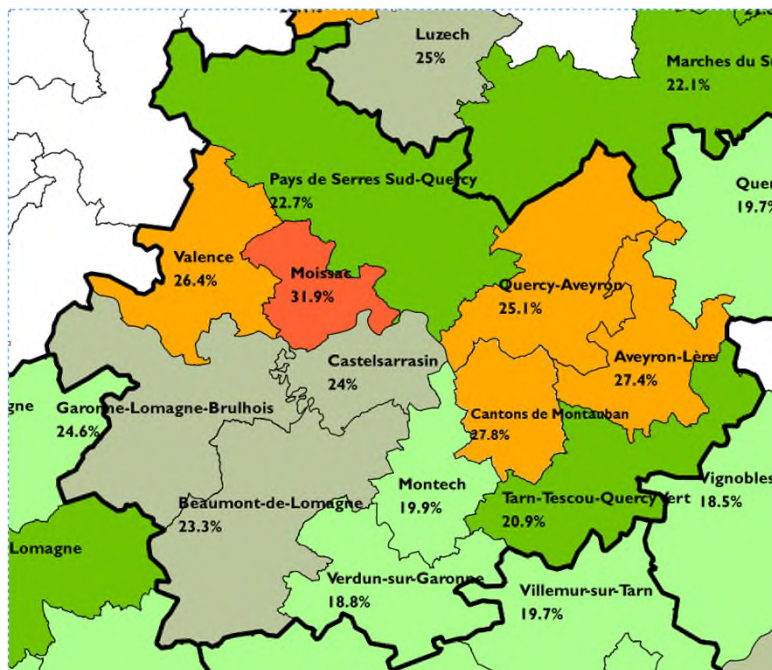 Luzech
25%
Marches du Su
22.1%
Pays de Serres Sud-Quercy
22.7%
Quer
19.7%
Valence
26.4%
Moissac
31.9%
Quercy-Aveyron
25.1%
Castelsarrasin
24%
Aveyron-Lère
27.4%
gne
Garonne-Lomagne-Brulhois
24.6%
Cantons de Montauban
27.8%
Montech
19.9%
Vignobles
18.5%
Beaumont-de-Lomagne
23.3%
Tarn-Tescou-Quercy Vert
20.9%
Lomagne
Verdun-sur-Garonne
18.8%
Villemur-sur-Tarn
19.7%